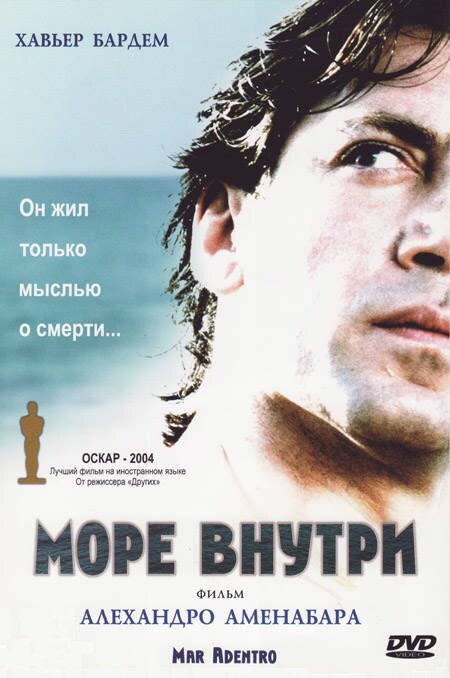 ХАВЬЕР БАРДЕМ
Он жил
только
мыслью
о смерти...
ОСКАР - 2004
Лучший фильм на иностранном языке
От режиссера «Других»
МОРЕ ВНУТРИ
ФИЛЬМ
АЛЕХАНДРО АМЕНАБАРА
MAR ADENTRO
DVD
VIDEO